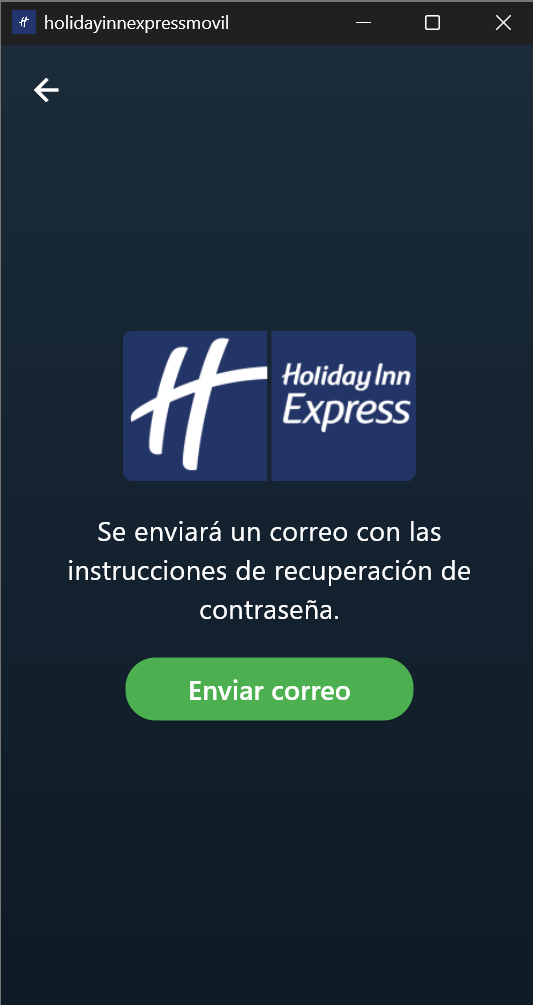 holidayinnexpressmovil
Holiday Inn
Express
Se enviará un correo con las
instrucciones de recuperación de
contraseña.
Enviar correo